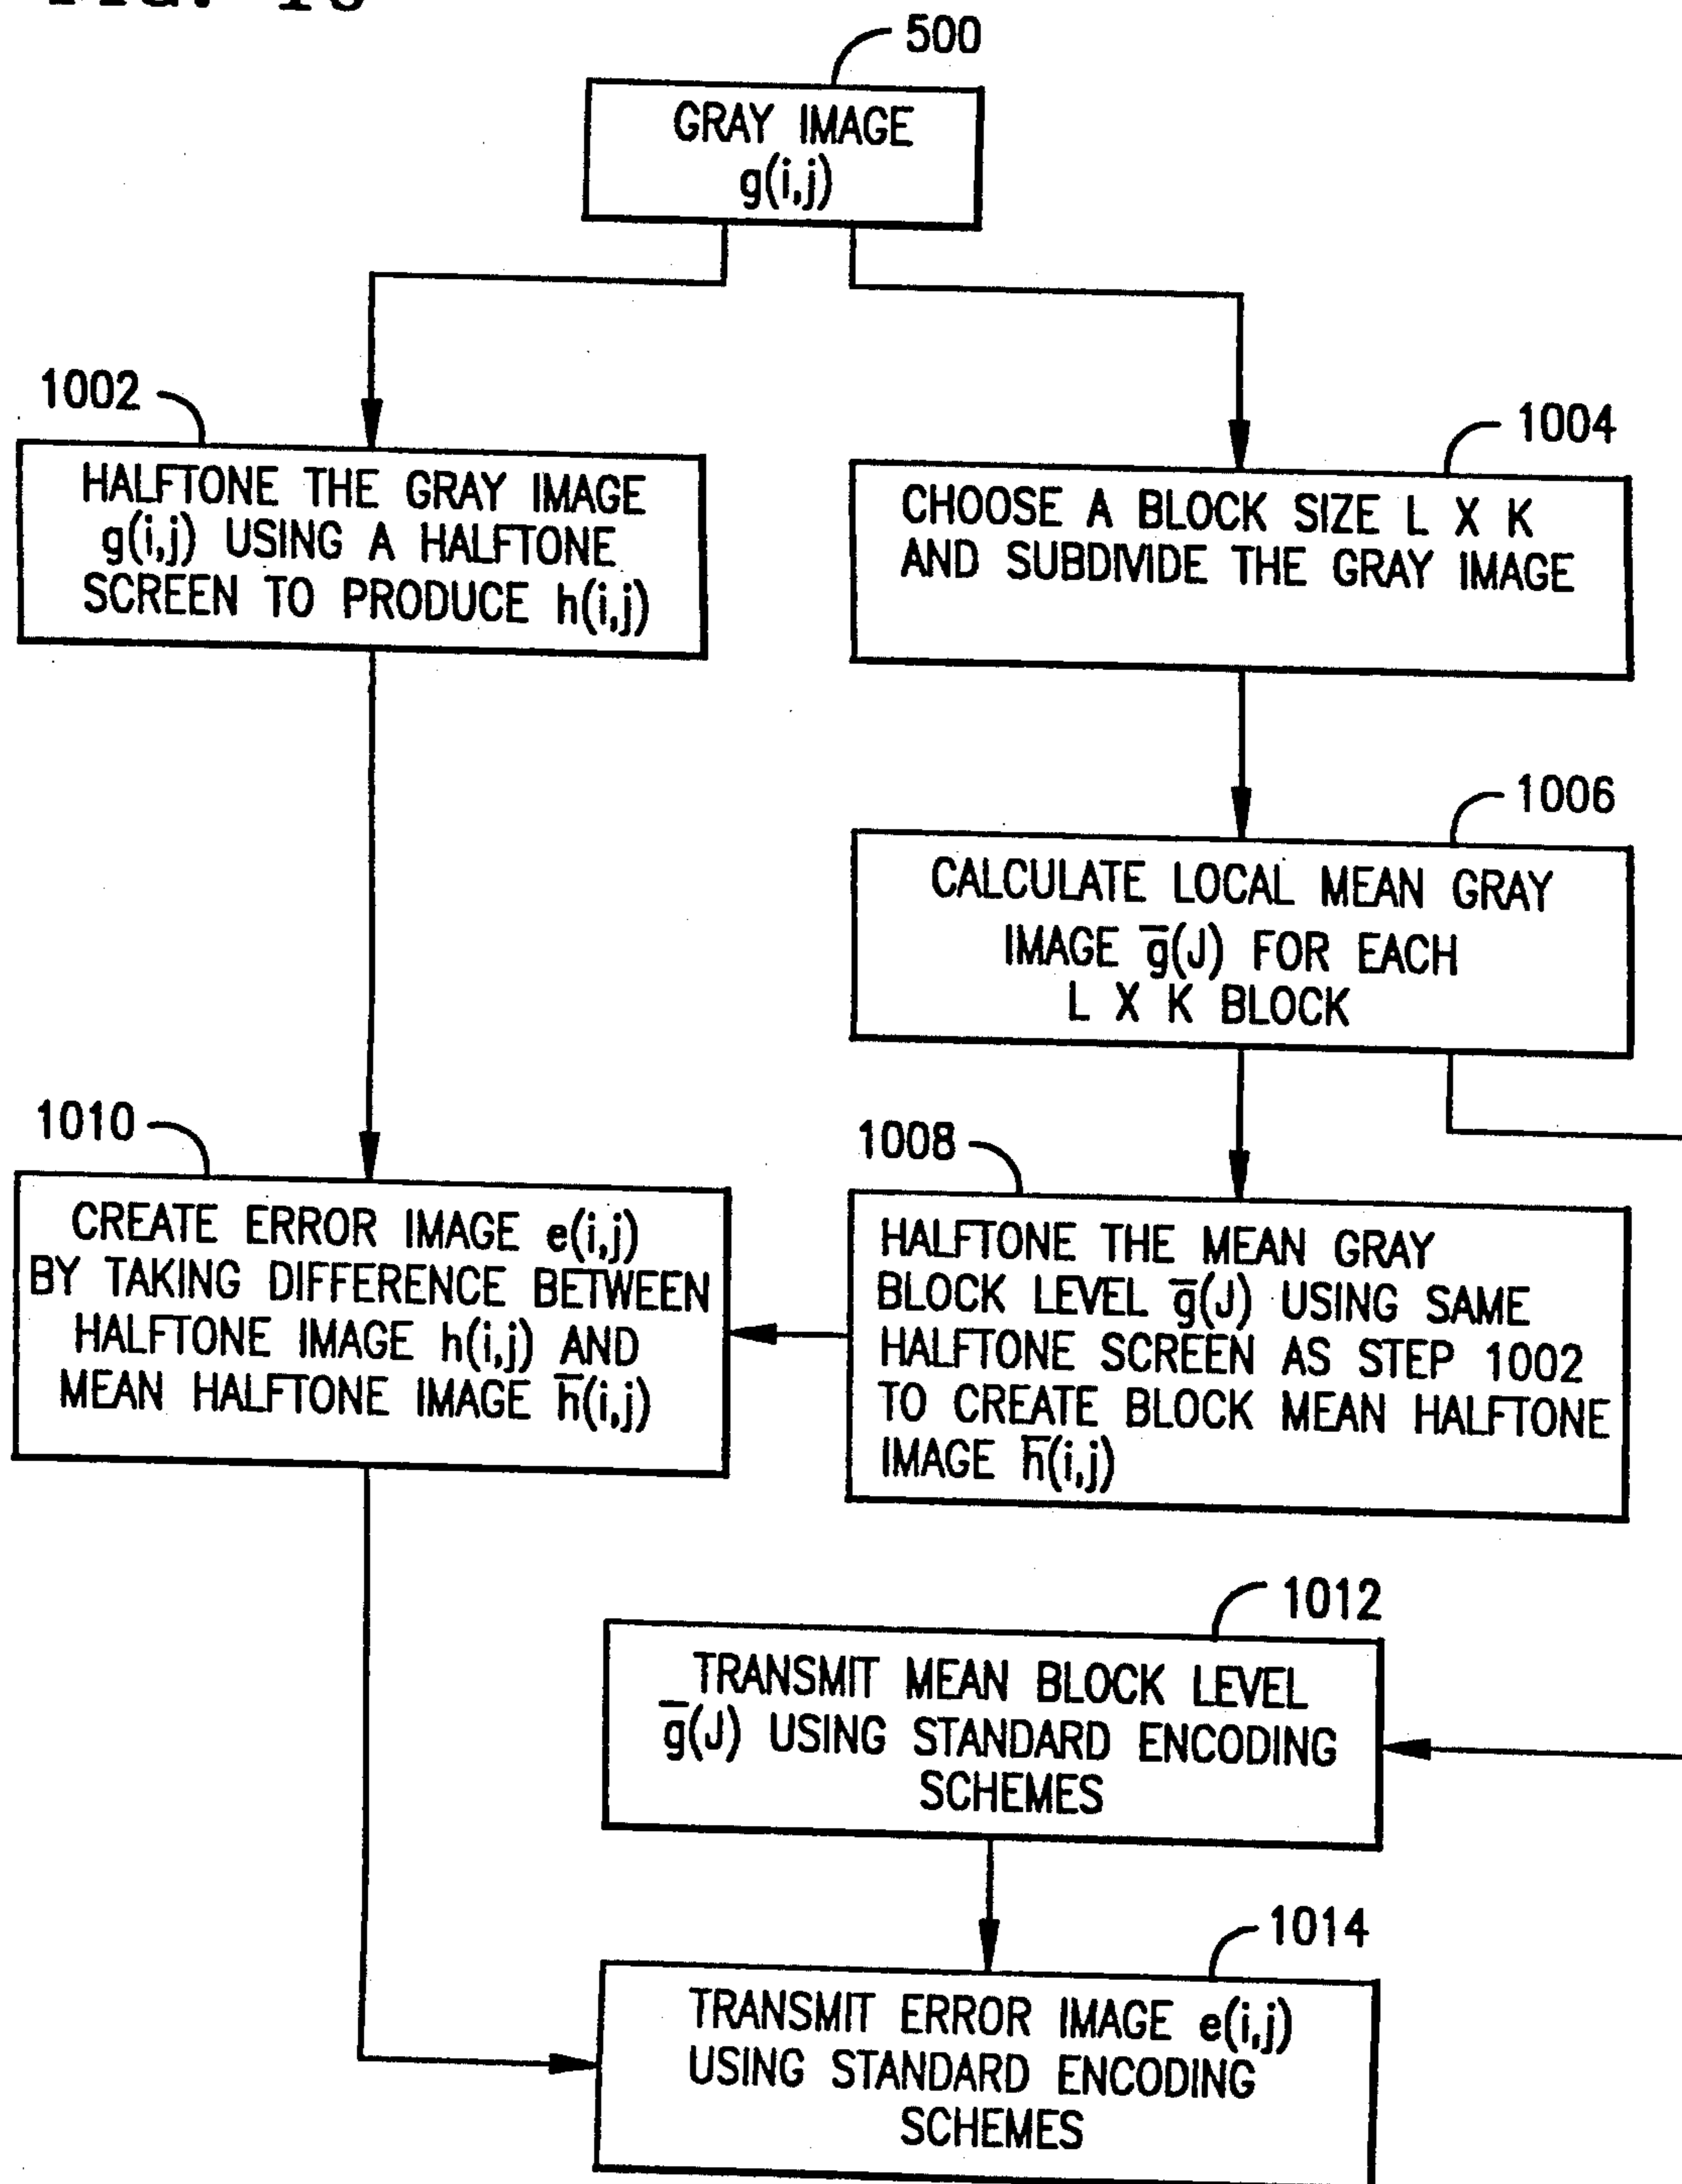 500
GRAY IMAGE
g(i,j)
1002
HALFTONE THE GRAY IMAGE
g(i,j) USING A HALFTONE
SCREEN TO PRODUCE h(i,j)
1004
CHOOSE A BLOCK SIZE L X K
AND SUBDIVIDE THE GRAY IMAGE
1006
CALCULATE LOCAL MEAN GRAY
IMAGE g̅(J) FOR EACH
L X K BLOCK
1010
CREATE ERROR IMAGE e(i,j)
BY TAKING DIFFERENCE BETWEEN
HALFTONE IMAGE h(i,j) AND
MEAN HALFTONE IMAGE h̅(i,j)
1008
HALFTONE THE MEAN GRAY
BLOCK LEVEL g̅(J) USING SAME
HALFTONE SCREEN AS STEP 1002
TO CREATE BLOCK MEAN HALFTONE
IMAGE h̅(i,j)
1012
TRANSMIT MEAN BLOCK LEVEL
g̅(J) USING STANDARD ENCODING
SCHEMES
1014
TRANSMIT ERROR IMAGE e(i,j)
USING STANDARD ENCODING
SCHEMES